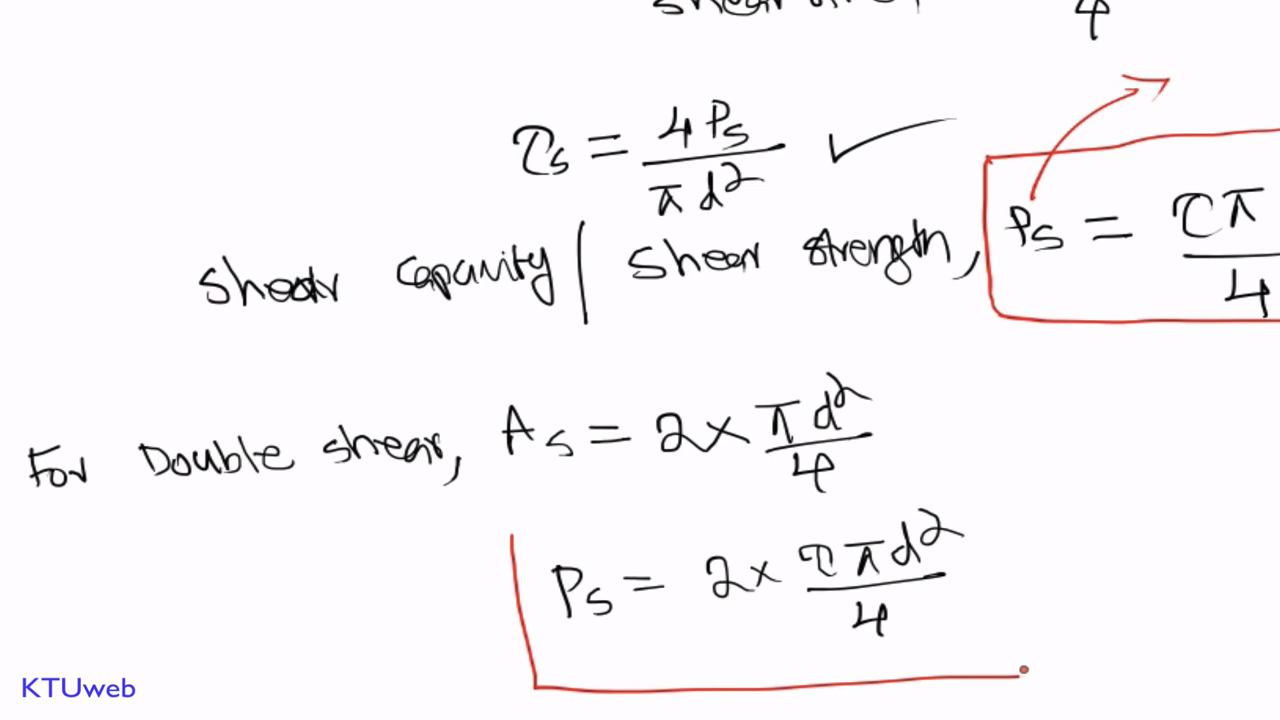 4
τs = 4Ps / πd²
Shear Capacity | Shear strength, Ps = τπ / 4
For Double shear, As = 2 × πd² / 4
Ps = 2 × τπd² / 4
KTUweb